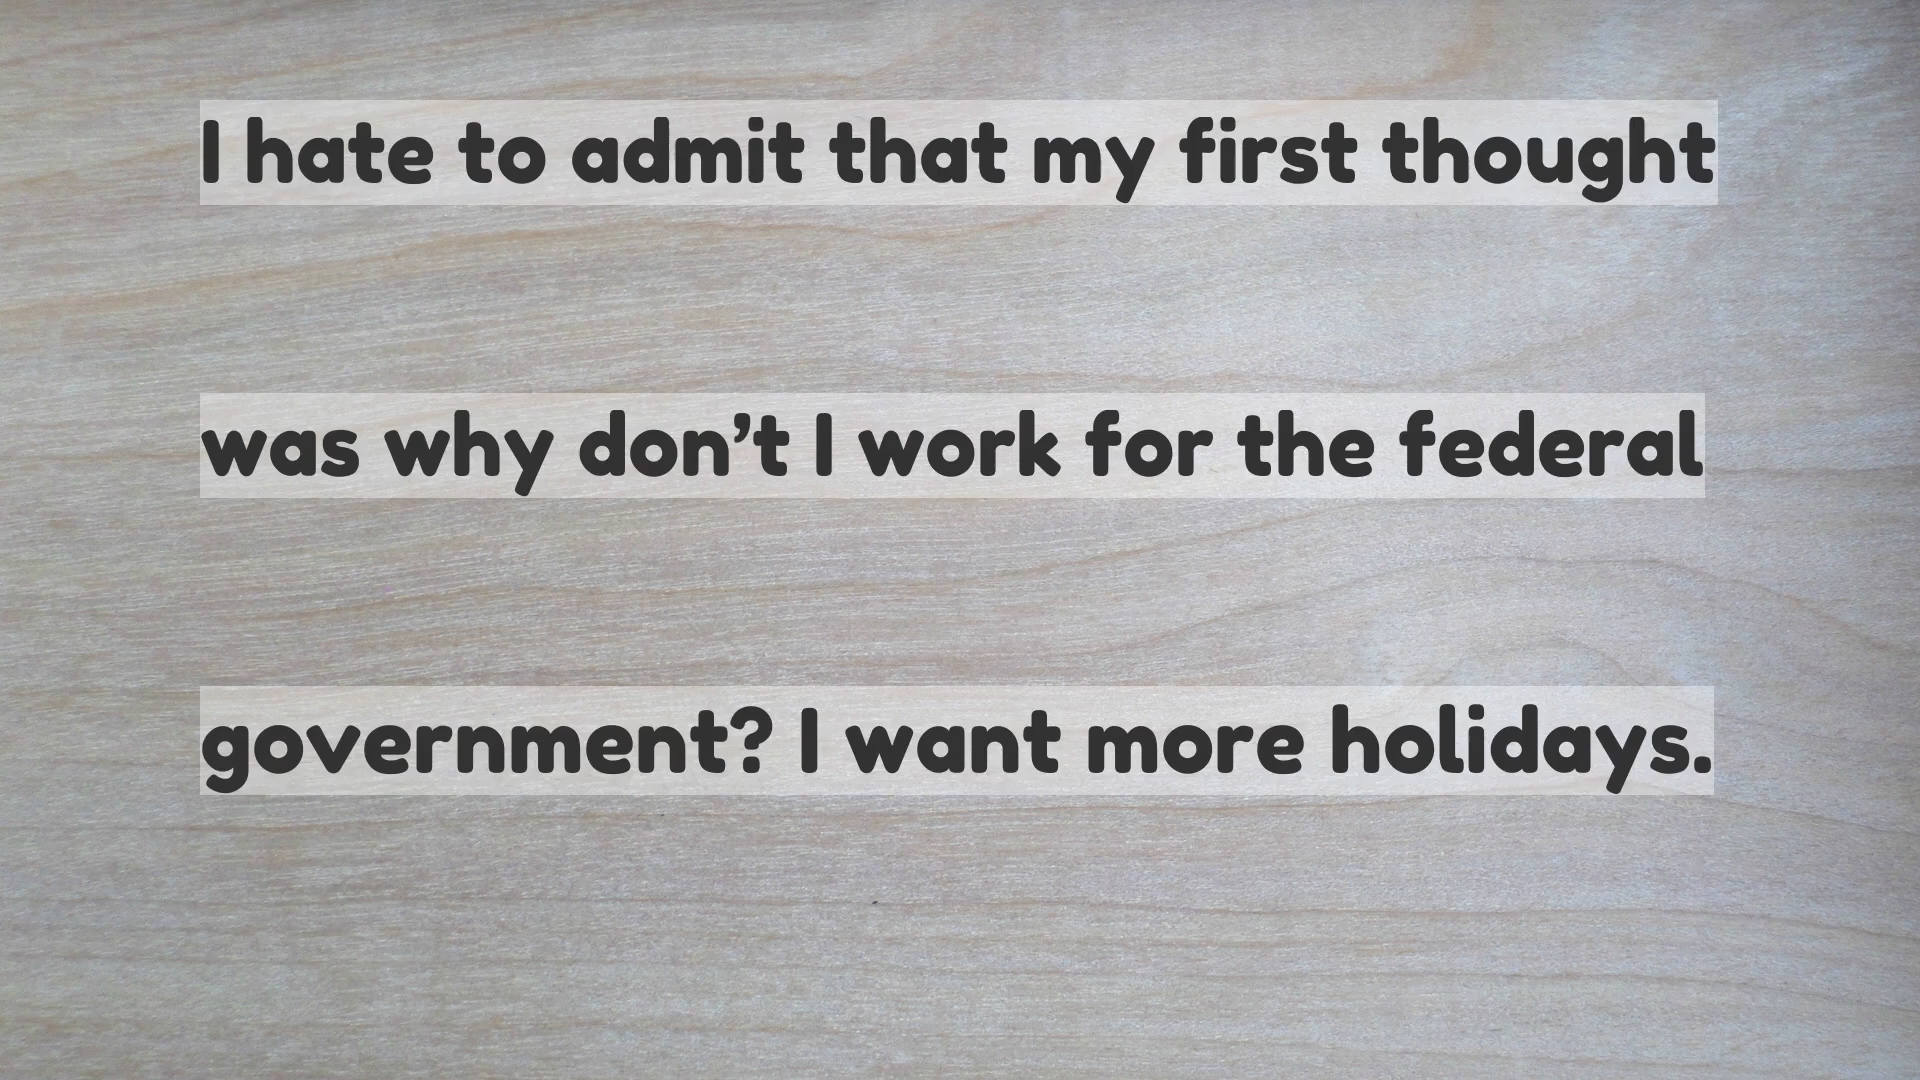 I hate to admit that my first thought
was why don’t I work for the federal
government? I want more holidays.